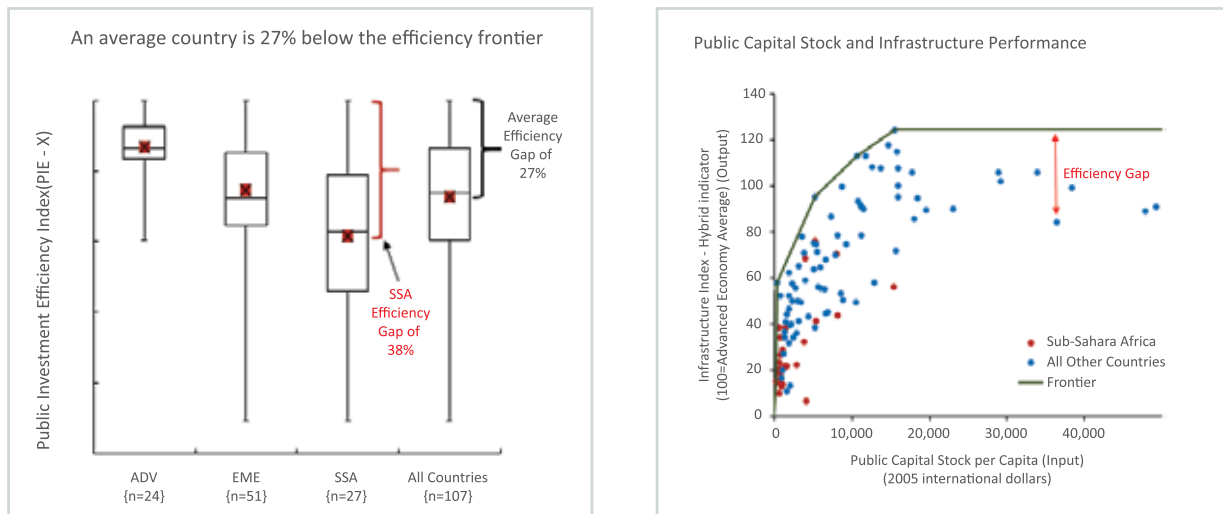 An average country is 27% below the efficiency frontier
Public Investment Efficiency Index(PIE - X)
Average
Efficiency
Gap of
27%
SSA
Efficiency
Gap of
38%
ADV
{n=24}
EME
{n=51}
SSA
{n=27}
All Countries
{n=107}
Public Capital Stock and Infrastructure Performance
Infrastructure Index - Hybrid indicator
(100=Advanced Economy Average) (Output)
140
120
100
80
60
40
20
0
Efficiency Gap
Sub-Sahara Africa
All Other Countries
Frontier
0
10,000
20,000
30,000
40,000
Public Capital Stock per Capita (Input)
(2005 international dollars)